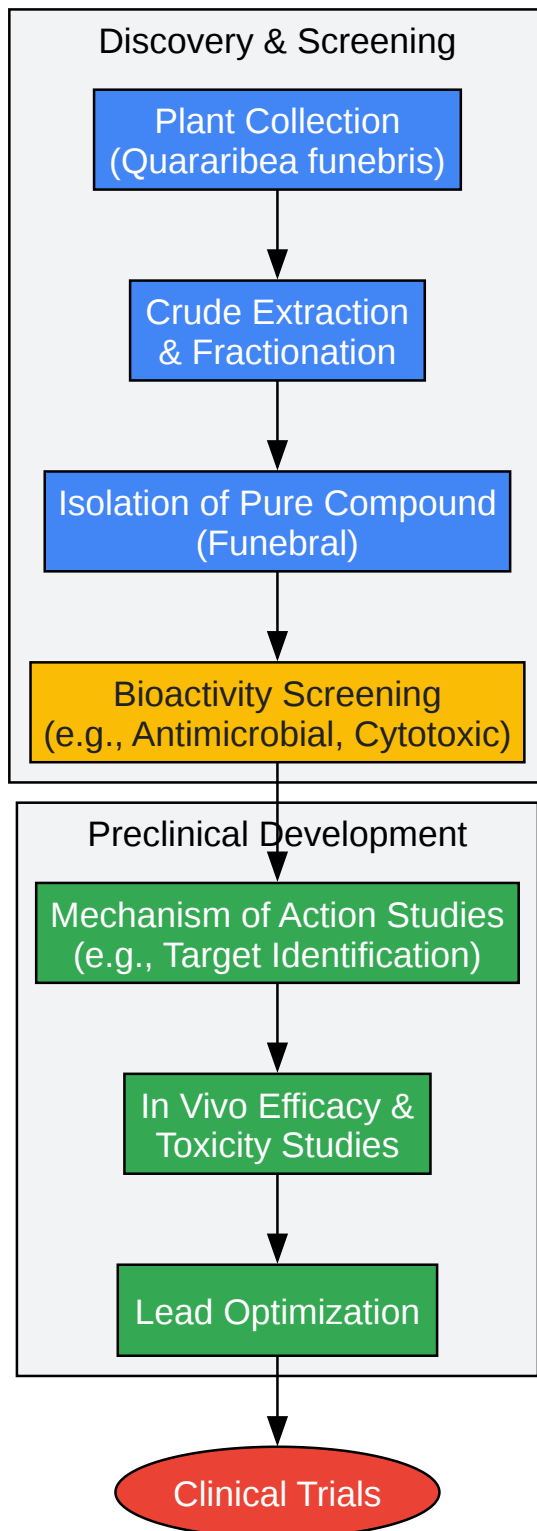 Discovery & Screening
Plant Collection
(Quararibea funebris)
Crude Extraction
& Fractionation
Isolation of Pure Compound
(Funebral)
Bioactivity Screening
(e.g., Antimicrobial, Cytotoxic)
Preclinical Development
Mechanism of Action Studies
(e.g., Target Identification)
In Vivo Efficacy &
Toxicity Studies
Lead Optimization
Clinical Trials